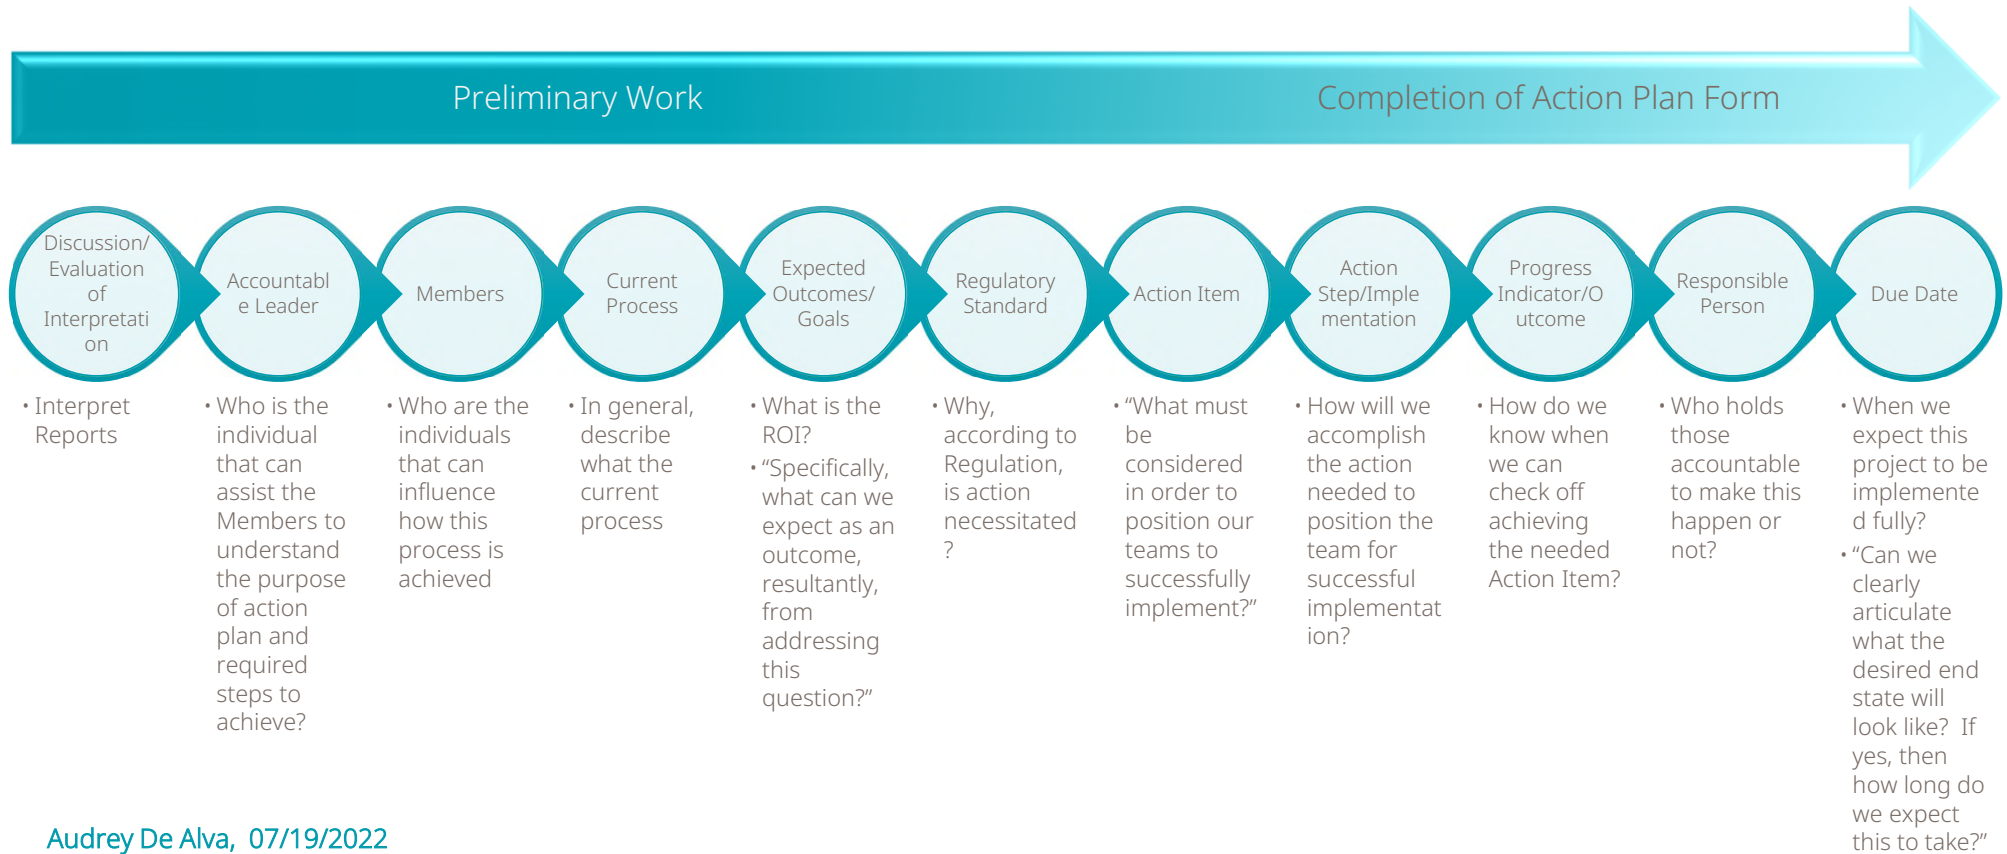 Preliminary Work
Completion of Action Plan Form
Discussion/
Evaluation
of
Interpretati
on
Accountabl
e Leader
Members
Current
Process
Expected
Outcomes/
Goals
Regulatory
Standard
Action Item
Action
Step/Imple
mentation
Progress
Indicator/O
utcome
Responsible
Person
Due Date
• Interpret
Reports
• Who is the
individual
that can
assist the
Members to
understand
the purpose
of action
plan and
required
steps to
achieve?
• Who are the
individuals
that can
influence
how this
process is
achieved
• In general,
describe
what the
current
process
• What is the
ROI?
• “Specifically,
what can we
expect as an
outcome,
resultantly,
from
addressing
this
question?”
• Why,
according to
Regulation,
is action
necessitated
?
• “What must
be
considered
in order to
position our
teams to
successfully
implement?”
• How will we
accomplish
the action
needed to
position the
team for
successful
implementat
ion?
• How do we
know when
we can
check off
achieving
the needed
Action Item?
• Who holds
those
accountable
to make this
happen or
not?
• When we
expect this
project to be
implemente
d fully?
• “Can we
clearly
articulate
what the
desired end
state will
look like?  If
yes, then
how long do
we expect
this to take?”
Audrey De Alva,  07/19/2022